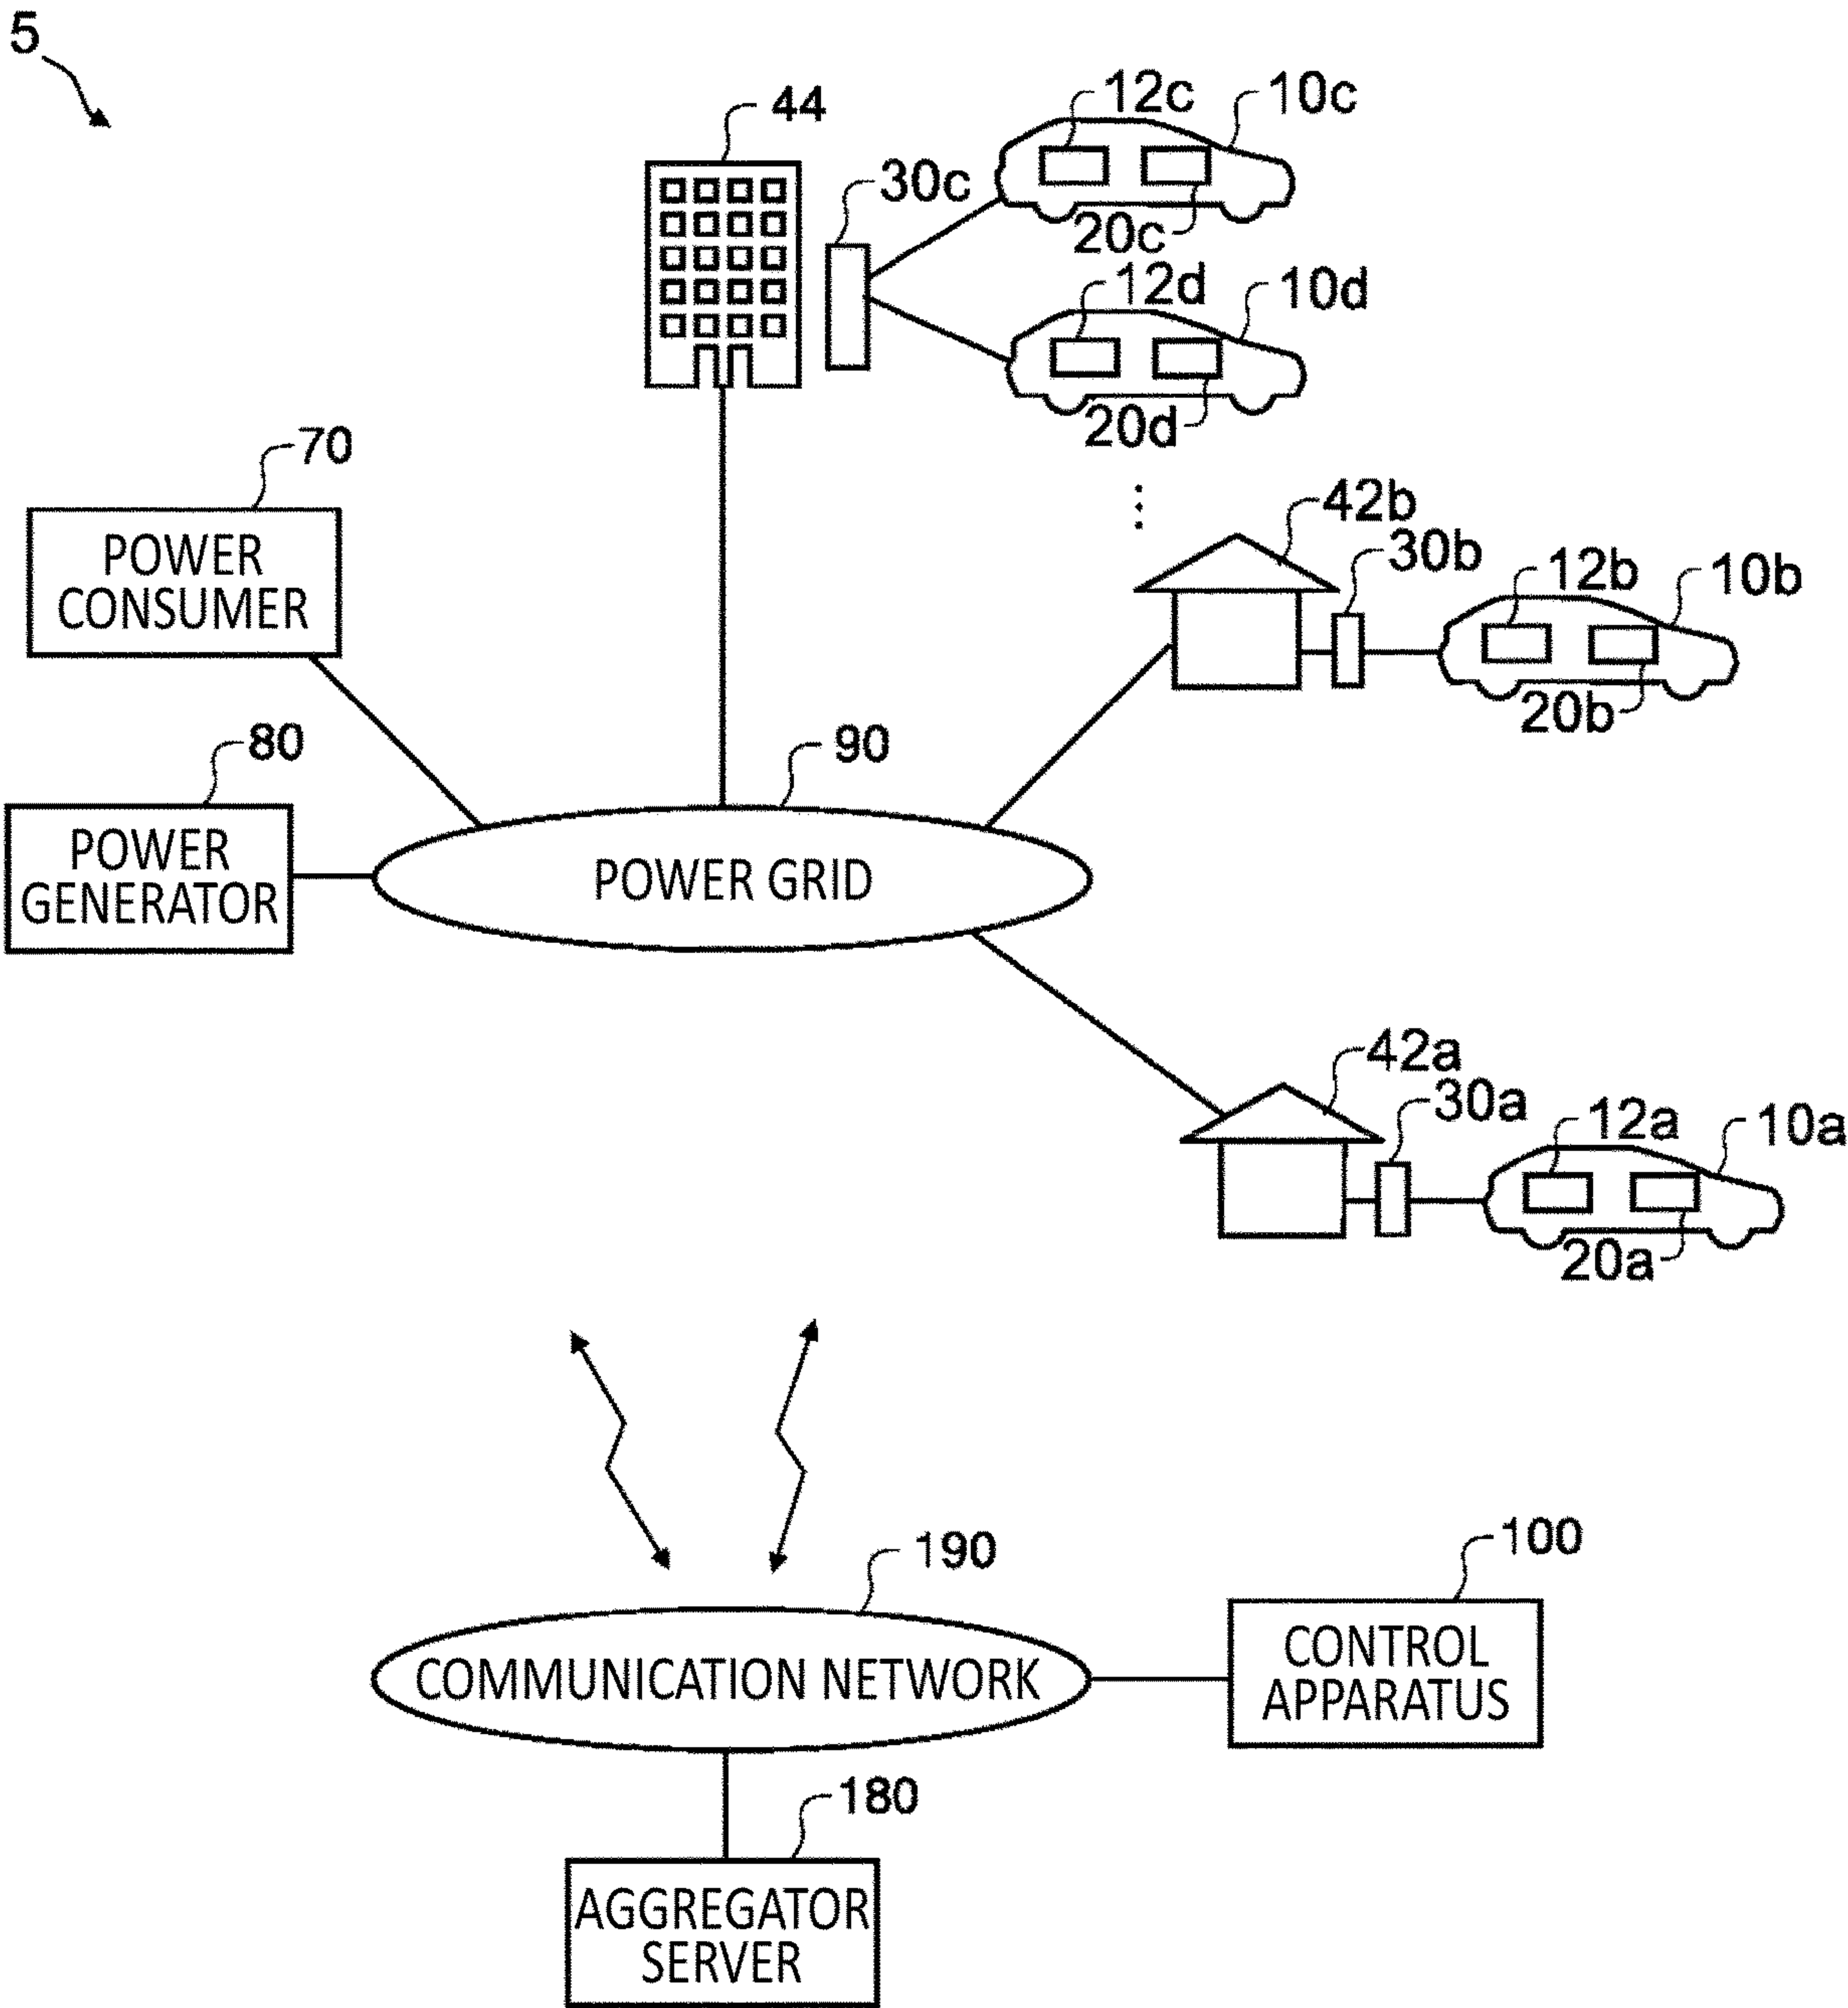 5
44
12c
10c
30c
20c
12d
10d
20d
70
42b
30b
12b
10b
POWER
CONSUMER
20b
80
90
POWER
GENERATOR
POWER GRID
42a
30a
12a
10a
20a
190
100
COMMUNICATION NETWORK
CONTROL
APPARATUS
180
AGGREGATOR
SERVER